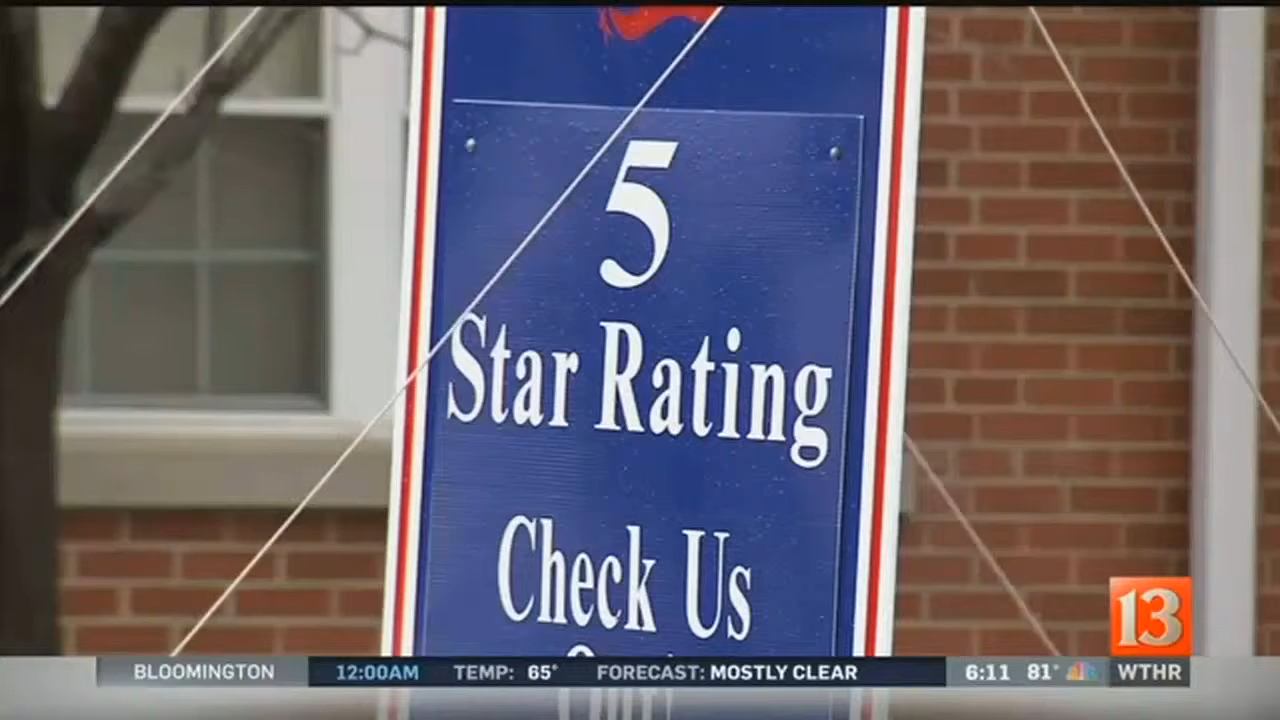 5
Star Rating
Check Us
BLOOMINGTON 12:00AM TEMP: 65° FORECAST: MOSTLY CLEAR 6:11 81° WTHR
13